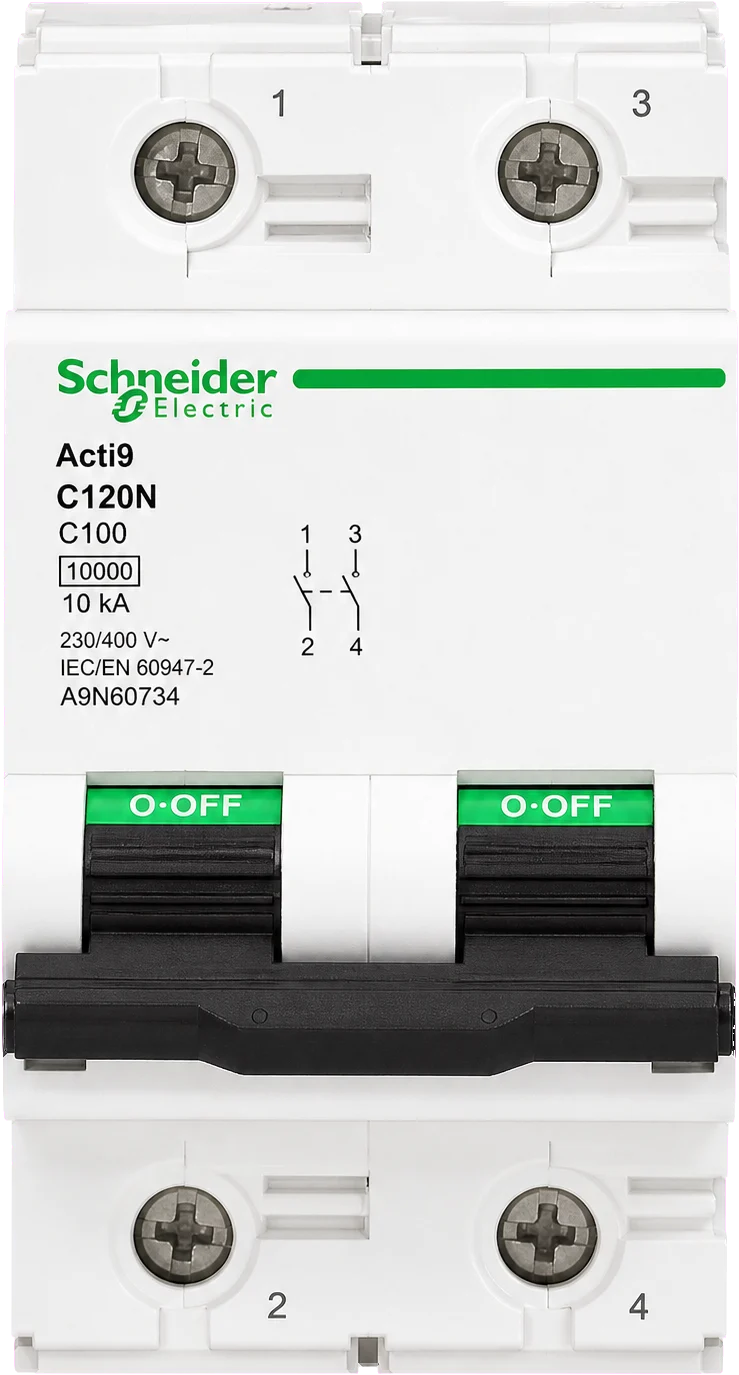 1
3
Schneider
Electric
Acti9
C120N
C100
10000
10 kA
230/400 V~
IEC/EN 60947-2
A9N60734
1 3
2 4
O·OFF
O·OFF
2
4